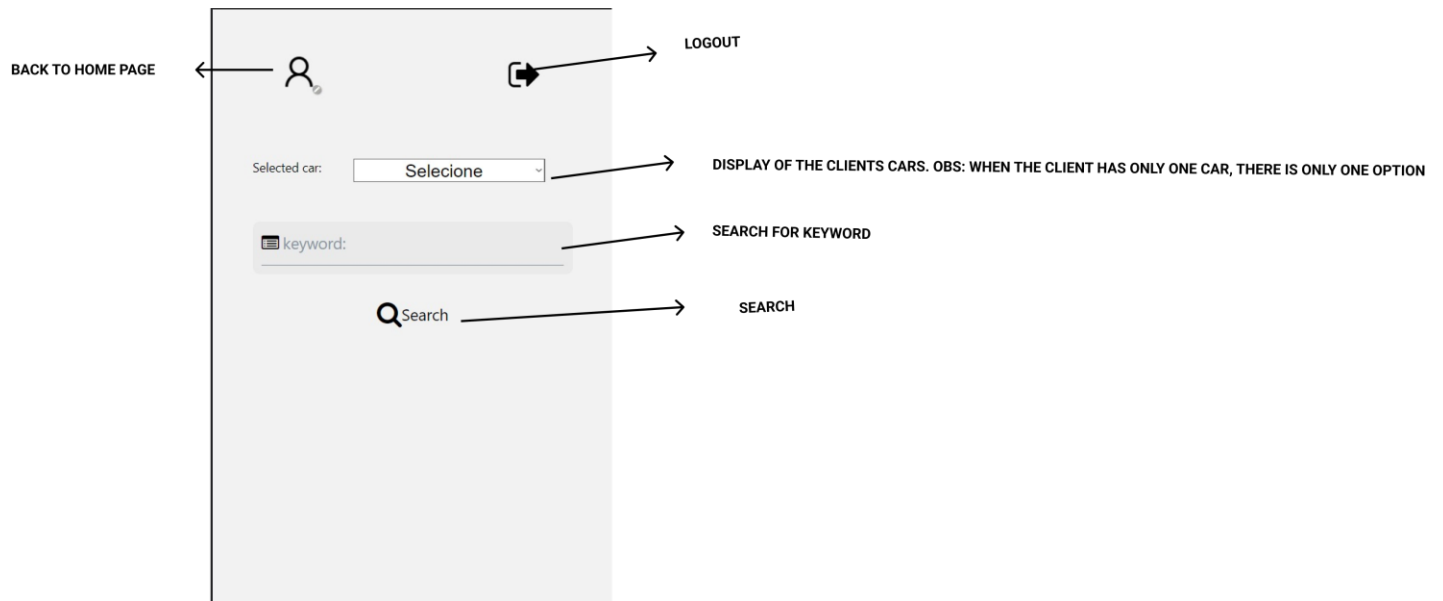 LOGOUT
BACK TO HOME PAGE
Selected car:
Selecione
DISPLAY OF THE CLIENTS CARS. OBS: WHEN THE CLIENT HAS ONLY ONE CAR, THERE IS ONLY ONE OPTION
keyword:
SEARCH FOR KEYWORD
Search
SEARCH